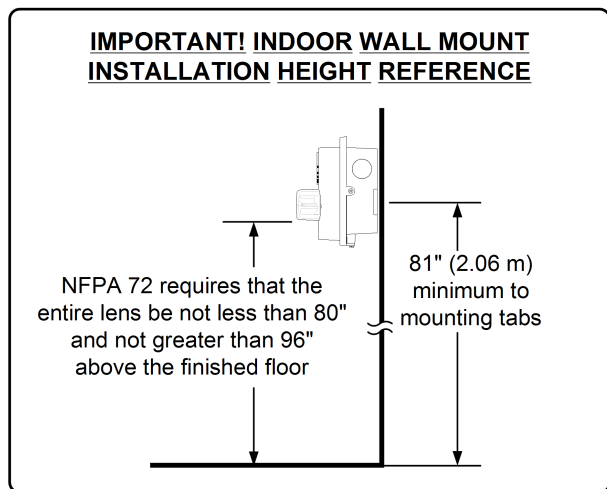 IMPORTANT! INDOOR WALL MOUNT
INSTALLATION HEIGHT REFERENCE
NFPA 72 requires that the
entire lens be not less than 80"
and not greater than 96"
above the finished floor
81" (2.06 m)
minimum to
mounting tabs